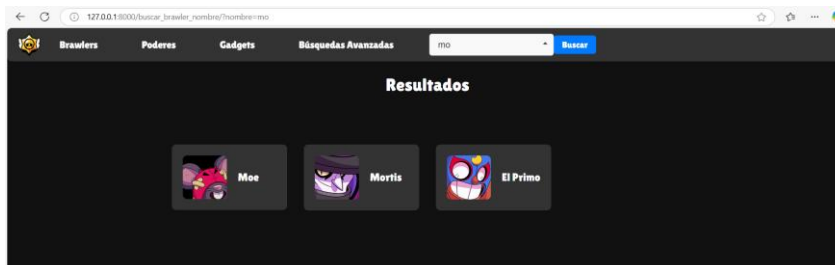 127.0.0.1:8000/buscar_brawler_nombre/?nombre=mo
Brawlers Poderes Gadgets Búsquedas Avanzadas mo Buscar
Resultados
Moe Mortis El Primo